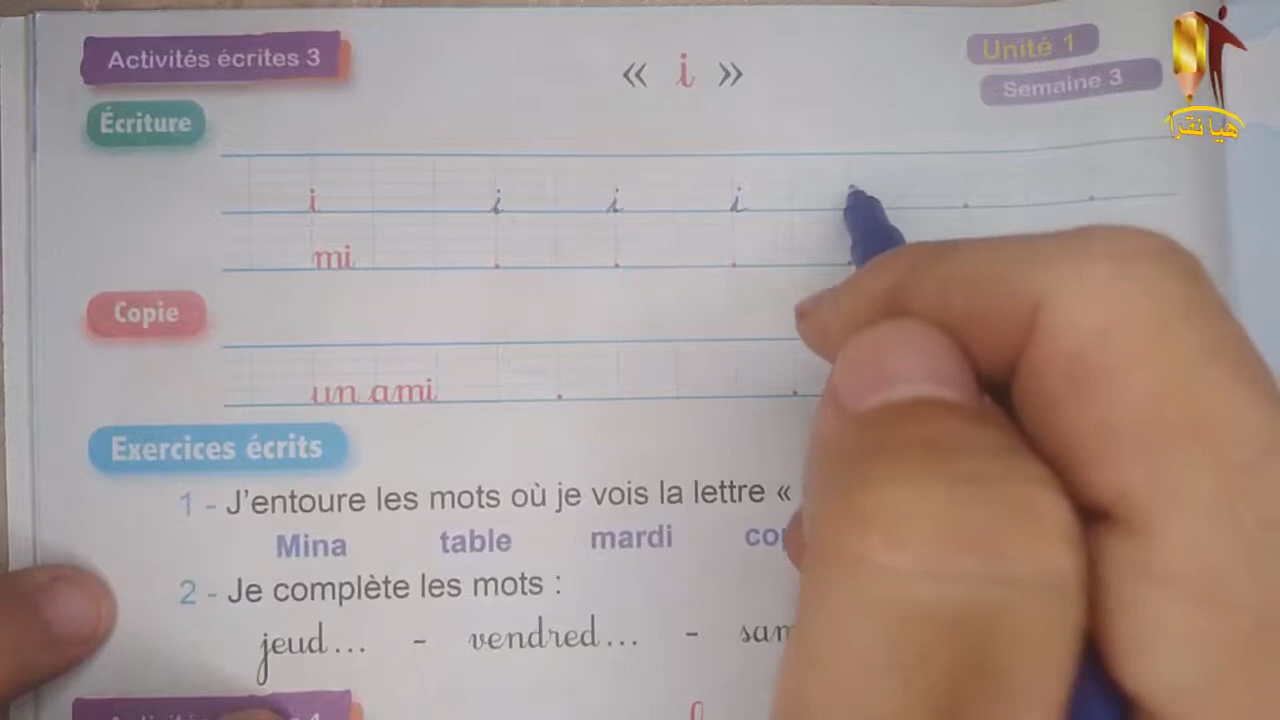 Activités écrites 3
« i »
Unité 1
Semaine 3
هيا نقرأ
Écriture
i i i i
mi
Copie
un ami
Exercices écrits
1 - J'entoure les mots où je vois la lettre «
Mina table mardi
2 - Je complète les mots :
jeud... - vendred... -